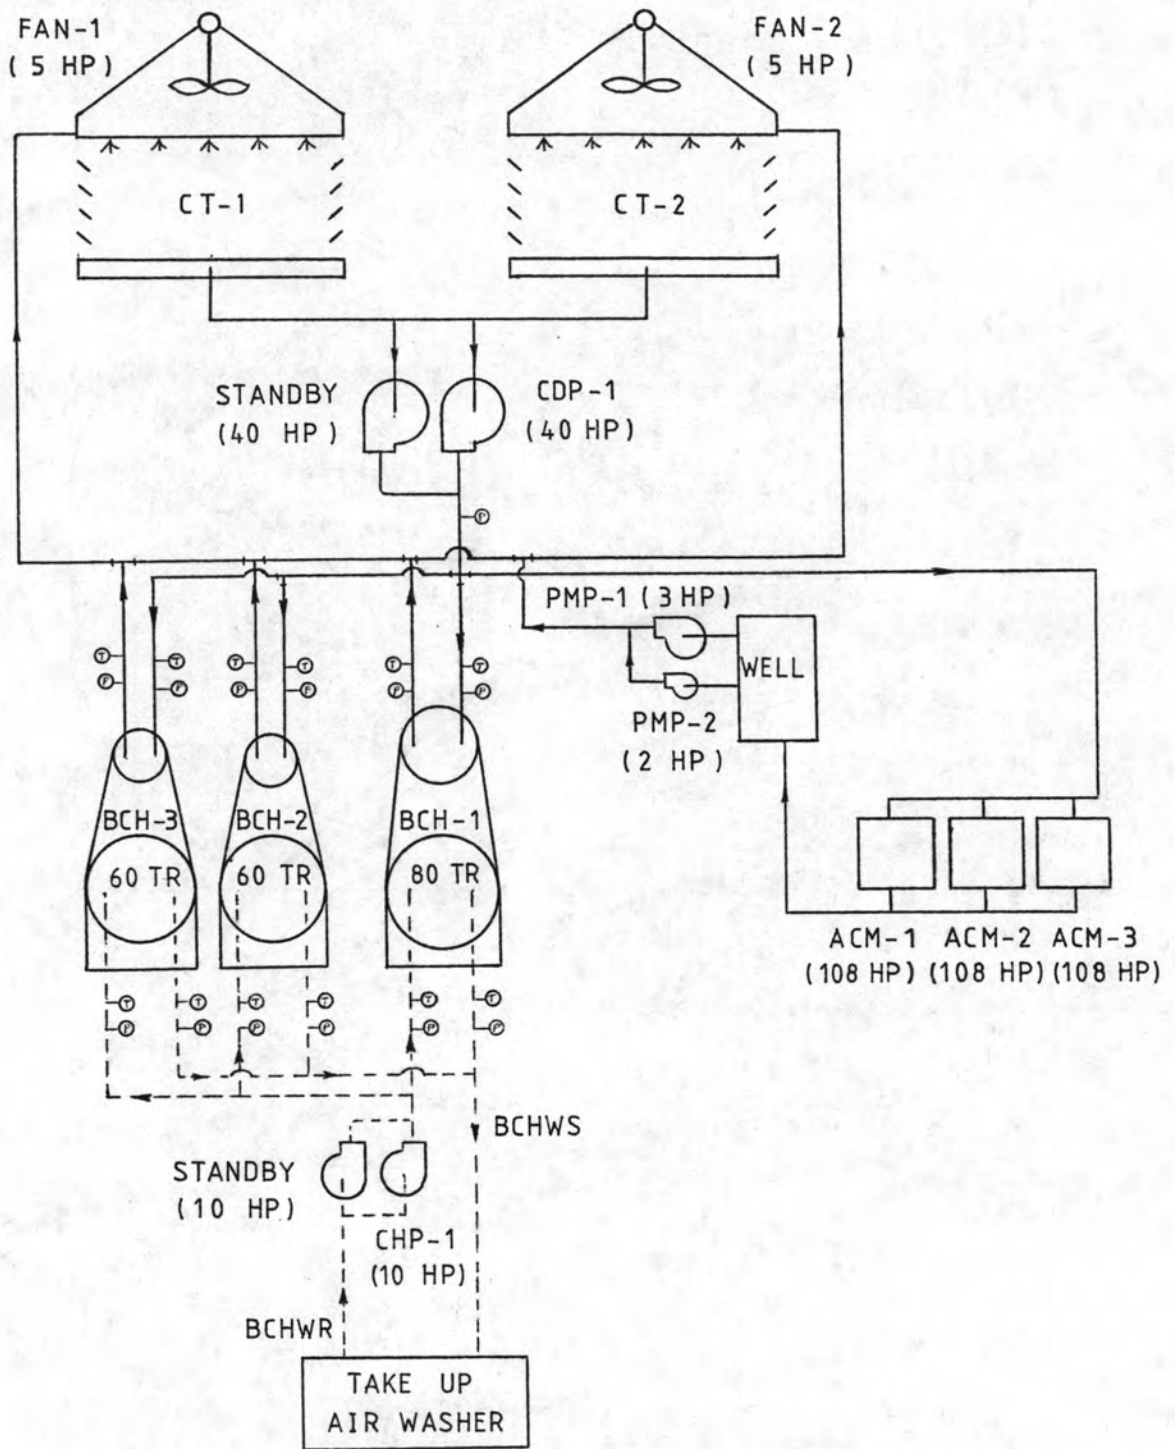 FAN-1
(5 HP)
FAN-2
(5 HP)
CT-1
CT-2
STANDBY
(40 HP)
CDP-1
(40 HP)
P
PMP-1 (3 HP)
WELL
PMP-2
(2 HP)
T
P
T
P
T
P
T
P
T
P
T
P
BCH-3
BCH-2
BCH-1
60 TR
60 TR
80 TR
ACM-1
(108 HP)
ACM-2
(108 HP)
ACM-3
(108 HP)
T
P
T
P
T
P
T
P
T
P
T
P
BCHWS
STANDBY
(10 HP)
CHP-1
(10 HP)
BCHWR
TAKE UP
AIR WASHER